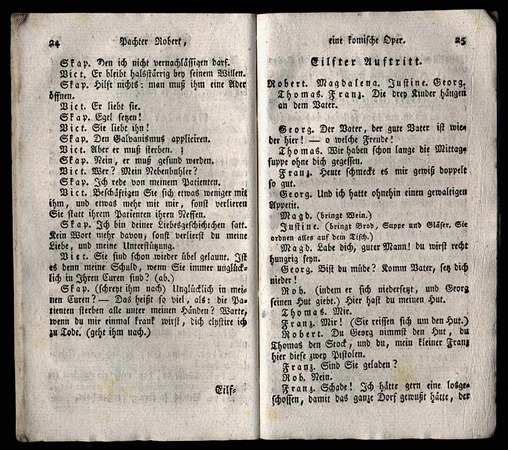 24 Pachter Robert,
Skap. Den ich nicht vernachlässigen darf.
Vict. Er bleibt halsstärrig bey seinem Willen.
Skap. Hilft nichts: man muß ihm eine Ader
öffnen.
Vict. Er liebt sie.
Skap. Egel setzen!
Vict. Sie liebt ihn!
Skap. Den Galvanismus appliciren.
Vict. Aber er muß sterben.
Skap. Nein, er muß gesund werden.
Vict. Wer? Mein Nebenbuhler?
Skap. Ich rede von meinem Patienten.
Vict. Beschäftigen Sie sich etwas weniger mit
ihm, und etwas mehr mit mir, sonst verlieren
Sie statt ihrem Patienten ihren Neffen.
Skap. Ich bin deiner Liebesgeschichtchen satt.
Kein Wort mehr davon, sonst verlierst du meine
Liebe, und meine Unterstützung.
Vict. Sie sind schon wieder übel gelaunt. Ist
es denn meine Schuld, wenn Sie immer unglück-
lich in Ihren Curen sind? (ab.)
Skap. (schreyt ihm nach) Unglücklich in mei-
nen Curen? — Das heißt so viel, als: die Pa-
tienten sterben alle unter meinen Händen? Warte,
wenn du mir einmal krank wirst, dich clystire ich
zu Tode. (geht ihm nach.)
Eilf-
eine komische Oper. 25
Eilfter Auftritt.
Robert. Magdalena. Justine. Georg.
Thomas. Franz. Die drey Kinder hängen
an dem Vater.
Georg. Der Vater, der gute Vater ist wie-
der hier! — o welche Freude!
Thomas. Wir haben schon lange die Mittag-
suppe ohne dich gegessen.
Franz. Heute schmeckt es mir gewiß doppelt
so gut.
Georg. Und ich hatte ohnehin einen gewaltigen
Appetit.
Magd. (bringt Wein.)
Justine. (bringt Brod, Suppe und Gläser. Sie
ordnen alles auf dem Tisch.)
Magd. Labe dich, guter Mann! du wirst recht
hungrig seyn.
Georg. Bist du müde? Komm Vater, setz dich
nieder!
Rob. (indem er sich niedersetzt, und Georg
seinen Hut giebt.) Hier hast du meinen Hut.
Thomas. Mir.
Franz. Mir! (Sie reissen sich um den Hut.)
Robert. Du Georg nimmst den Hut, du
Thomas den Stock, und du, mein kleiner Franz
hier diese zwey Pistolen.
Franz. Sind Sie geladen?
Rob. Nein.
Franz. Schade! Ich hätte gern eine losge-
schossen, damit das ganze Dorf gewußt hätte, der